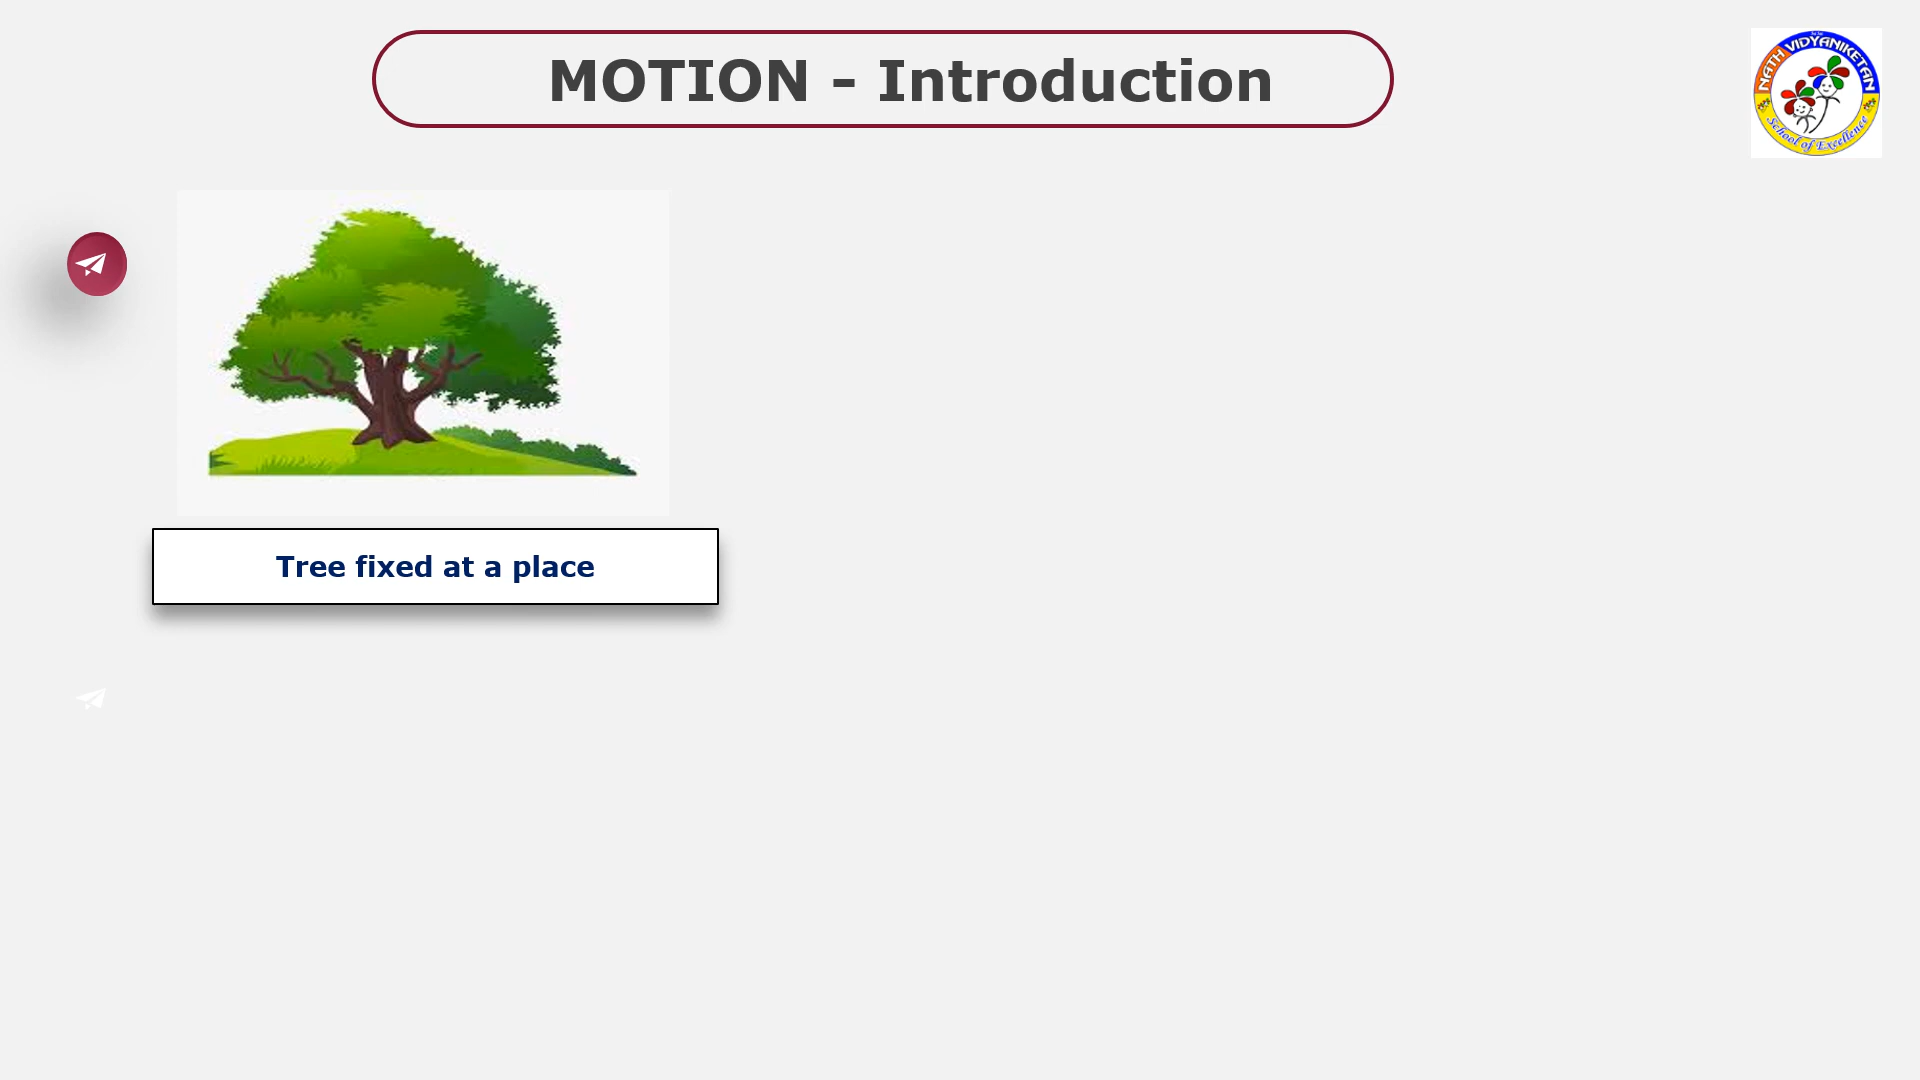 MOTION - Introduction
NATH VIDYANIKETAN
School of Excellence
Tree fixed at a place